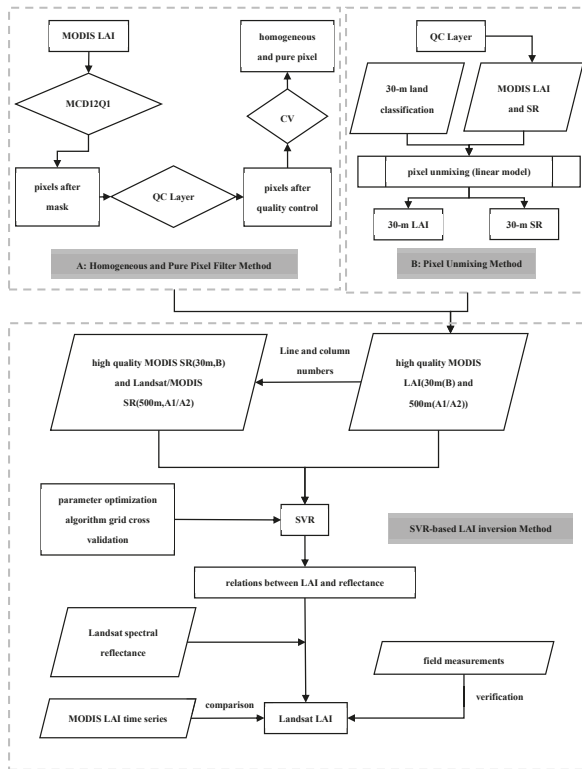 MODIS LAI
MCD12Q1
pixels after
mask
QC Layer
pixels after
quality control
CV
homogeneous
and pure pixel
A: Homogeneous and Pure Pixel Filter Method
QC Layer
30-m land
classification
MODIS LAI
and SR
pixel unmixing (linear model)
30-m LAI
30-m SR
B: Pixel Unmixing Method
high quality MODIS SR(30m,B)
and Landsat/MODIS
SR(500m,A1/A2)
Line and column
numbers
high quality MODIS
LAI(30m(B) and
500m(A1/A2))
parameter optimization
algorithm grid cross
validation
SVR
SVR-based LAI inversion Method
relations between LAI and reflectance
Landsat spectral
reflectance
field measurements
verification
MODIS LAI time series
comparison
Landsat LAI